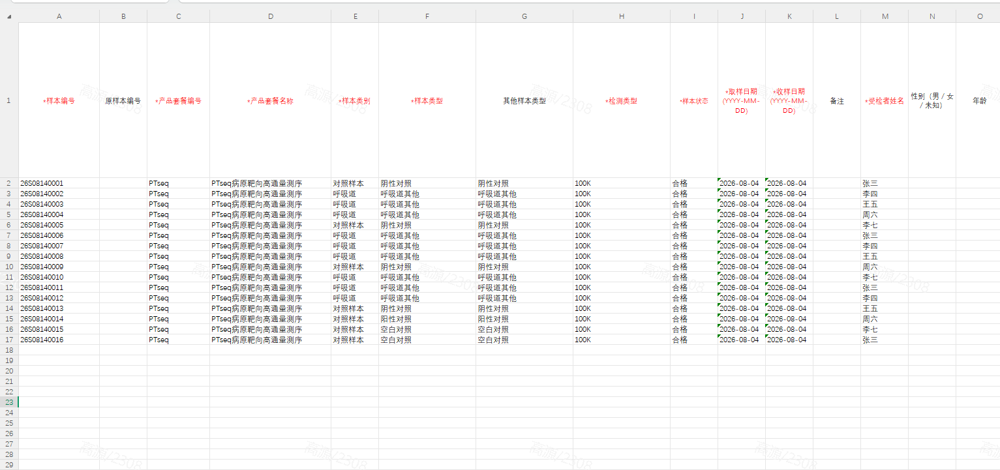 A B C D E F G H I J K L M N O
1 *样本编号 原样本编号 *产品套餐编号 *产品套餐名称 *样本类别 *样本类型 其他样本类型 *检测类型 *样本状态 *取样日期(YYYY-MM-DD) *收样日期(YYYY-MM-DD) 备注 *受检者姓名 性别（男 / 女 / 未知） 年龄
2 26S08140001 PTseq PTseq病原靶向高通量测序 对照样本 阴性对照 阴性对照 100K 合格 2026-08-04 2026-08-04 张三
3 26S08140002 PTseq PTseq病原靶向高通量测序 呼吸道 呼吸道其他 呼吸道其他 100K 合格 2026-08-04 2026-08-04 李四
4 26S08140003 PTseq PTseq病原靶向高通量测序 呼吸道 呼吸道其他 呼吸道其他 100K 合格 2026-08-04 2026-08-04 王五
5 26S08140004 PTseq PTseq病原靶向高通量测序 呼吸道 呼吸道其他 呼吸道其他 100K 合格 2026-08-04 2026-08-04 周六
6 26S08140005 PTseq PTseq病原靶向高通量测序 对照样本 阴性对照 阴性对照 100K 合格 2026-08-04 2026-08-04 李七
7 26S08140006 PTseq PTseq病原靶向高通量测序 呼吸道 呼吸道其他 呼吸道其他 100K 合格 2026-08-04 2026-08-04 张三
8 26S08140007 PTseq PTseq病原靶向高通量测序 呼吸道 呼吸道其他 呼吸道其他 100K 合格 2026-08-04 2026-08-04 李四
9 26S08140008 PTseq PTseq病原靶向高通量测序 呼吸道 呼吸道其他 呼吸道其他 100K 合格 2026-08-04 2026-08-04 王五
10 26S08140009 PTseq PTseq病原靶向高通量测序 对照样本 阴性对照 阴性对照 100K 合格 2026-08-04 2026-08-04 周六
11 26S08140010 PTseq PTseq病原靶向高通量测序 呼吸道 呼吸道其他 呼吸道其他 100K 合格 2026-08-04 2026-08-04 李七
12 26S08140011 PTseq PTseq病原靶向高通量测序 呼吸道 呼吸道其他 呼吸道其他 100K 合格 2026-08-04 2026-08-04 张三
13 26S08140012 PTseq PTseq病原靶向高通量测序 呼吸道 呼吸道其他 呼吸道其他 100K 合格 2026-08-04 2026-08-04 李四
14 26S08140013 PTseq PTseq病原靶向高通量测序 对照样本 阴性对照 阴性对照 100K 合格 2026-08-04 2026-08-04 王五
15 26S08140014 PTseq PTseq病原靶向高通量测序 对照样本 阳性对照 阳性对照 100K 合格 2026-08-04 2026-08-04 周六
16 26S08140015 PTseq PTseq病原靶向高通量测序 对照样本 空白对照 空白对照 100K 合格 2026-08-04 2026-08-04 李七
17 26S08140016 PTseq PTseq病原靶向高通量测序 对照样本 空白对照 空白对照 100K 合格 2026-08-04 2026-08-04 张三
18
19
20
21
22
23
24
25
26
27
28
29
高源/2308